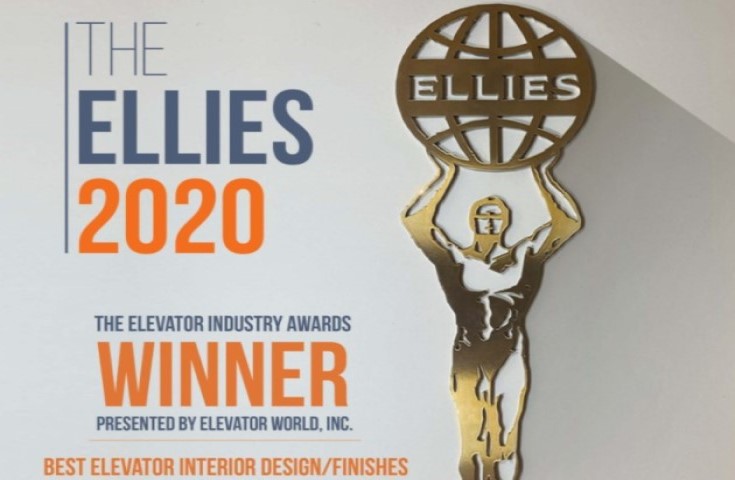 THE
ELLIES
2020
ELLIES
THE ELEVATOR INDUSTRY AWARDS
WINNER
PRESENTED BY ELEVATOR WORLD, INC.
BEST ELEVATOR INTERIOR DESIGN/FINISHES